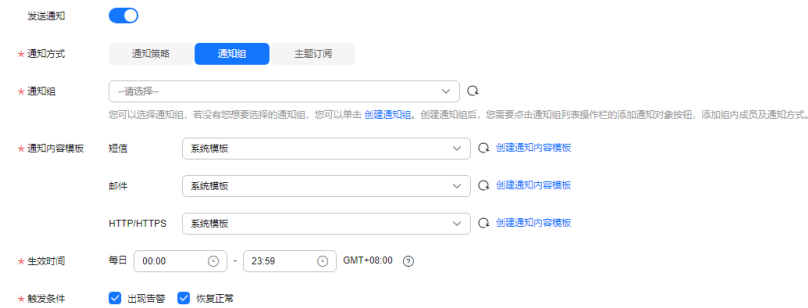 发送通知
* 通知方式 通知策略 通知组 主题订阅
* 通知组 --请选择--
您可以选择通知组，若没有您想要选择的通知组，您可以单击 创建通知组。创建通知组后，您需要点击通知组列表操作栏的添加通知对象按钮，添加组内成员及通知方式。
* 通知内容模板 短信 系统模板 创建通知内容模板
邮件 系统模板 创建通知内容模板
HTTP/HTTPS 系统模板 创建通知内容模板
* 生效时间 每日 00:00 - 23:59 GMT+08:00 ?
* 触发条件 出现告警 恢复正常